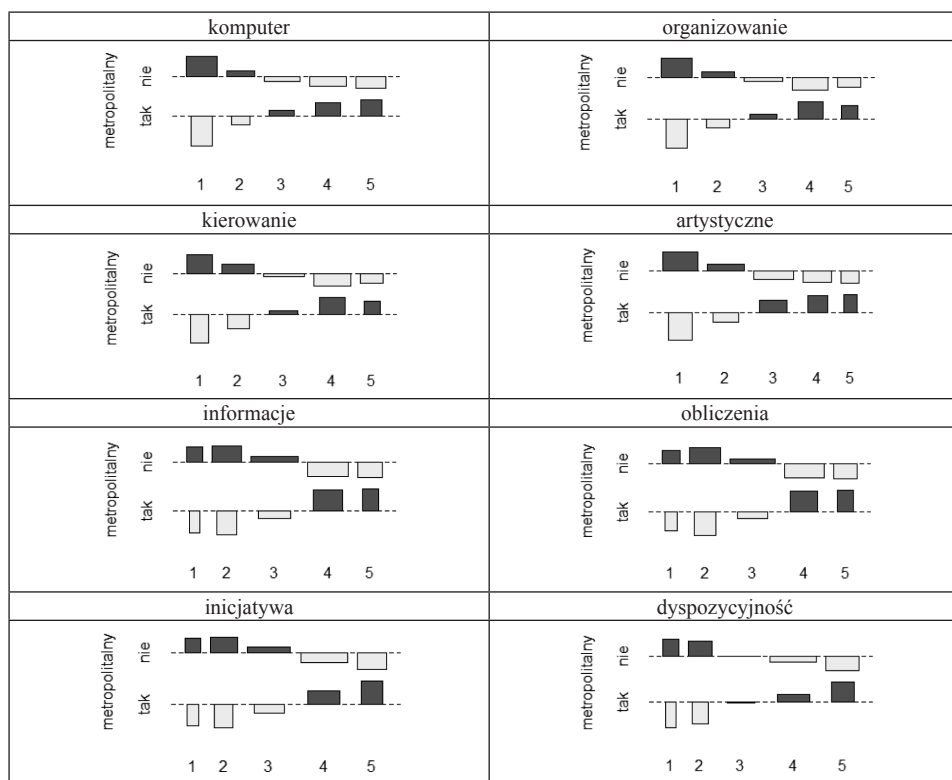 komputer
metropolitalny
nie
tak
1 2 3 4 5
organizowanie
metropolitalny
nie
tak
1 2 3 4 5
kierowanie
metropolitalny
nie
tak
1 2 3 4 5
artystyczne
metropolitalny
nie
tak
1 2 3 4 5
informacje
metropolitalny
nie
tak
1 2 3 4 5
obliczenia
metropolitalny
nie
tak
1 2 3 4 5
inicjatywa
metropolitalny
nie
tak
1 2 3 4 5
dyspozycyjność
metropolitalny
nie
tak
1 2 3 4 5